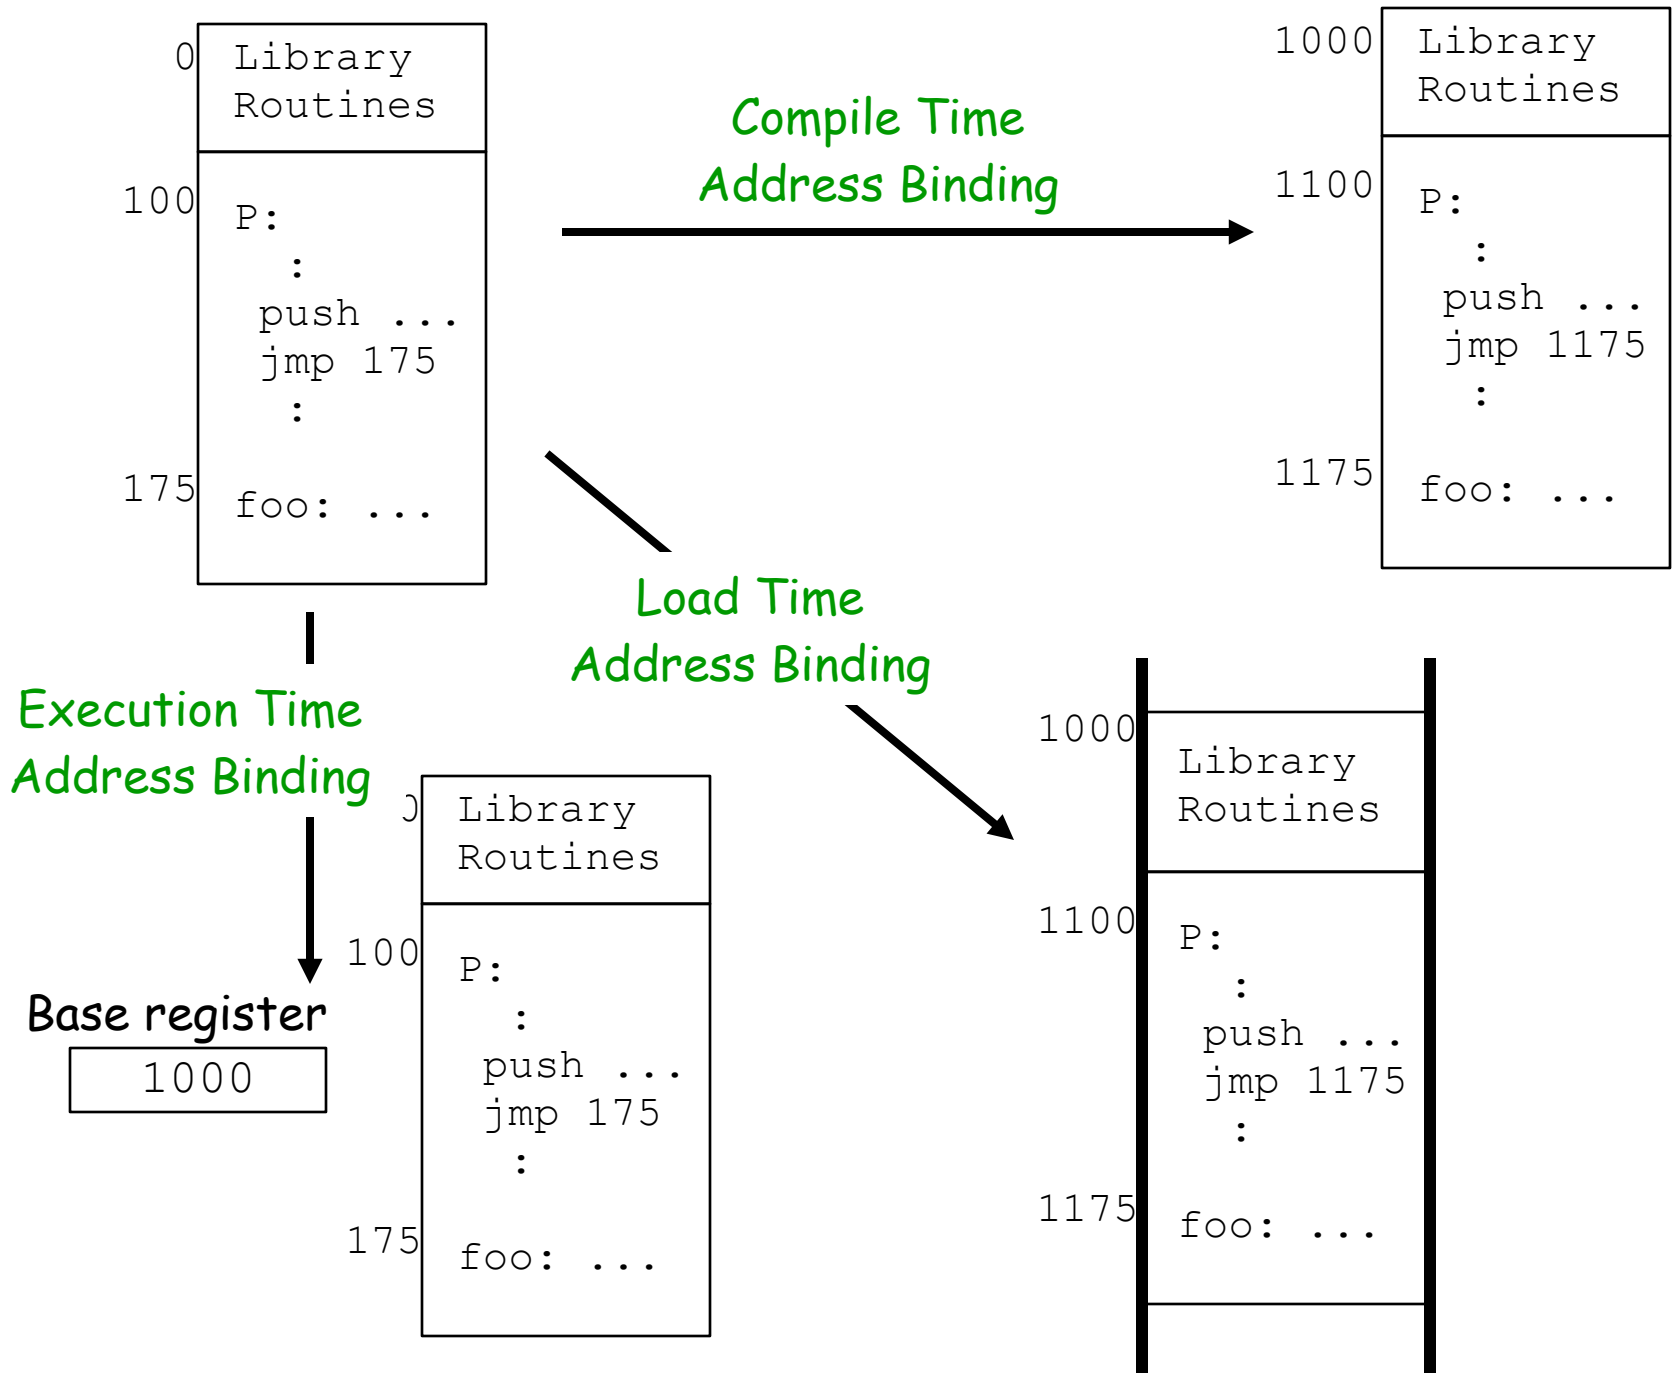 0
Library
Routines
100
P:
:
push ...
jmp 175
:
175
foo: ...
Compile Time
Address Binding
1000
Library
Routines
1100
P:
:
push ...
jmp 1175
:
1175
foo: ...
Load Time
Address Binding
Execution Time
Address Binding
Base register
1000
0
Library
Routines
100
P:
:
push ...
jmp 175
:
175
foo: ...
1000
Library
Routines
1100
P:
:
push ...
jmp 1175
:
1175
foo: ...